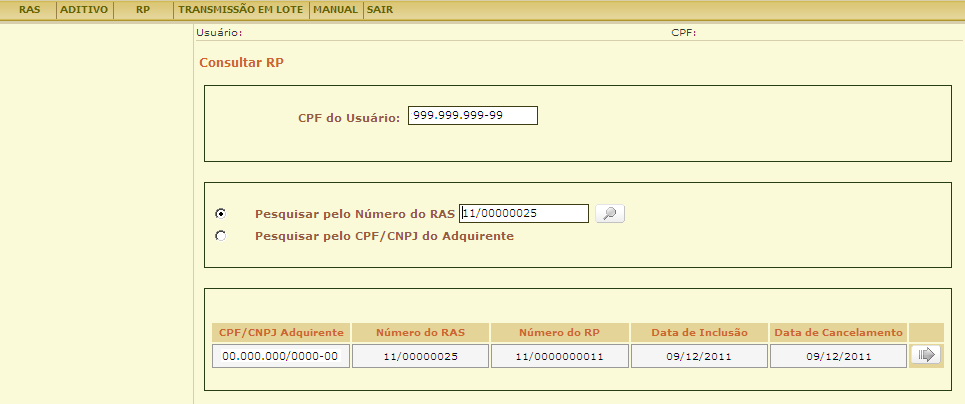 RAS ADITIVO RP TRANSMISSÃO EM LOTE MANUAL SAIR
Usuário: CPF:
Consultar RP
CPF do Usuário: 999.999.999-99
Pesquisar pelo Número do RAS 11/00000025
Pesquisar pelo CPF/CNPJ do Adquirente
CPF/CNPJ Adquirente Número do RAS Número do RP Data de Inclusão Data de Cancelamento
00.000.000/0000-00 11/00000025 11/0000000011 09/12/2011 09/12/2011